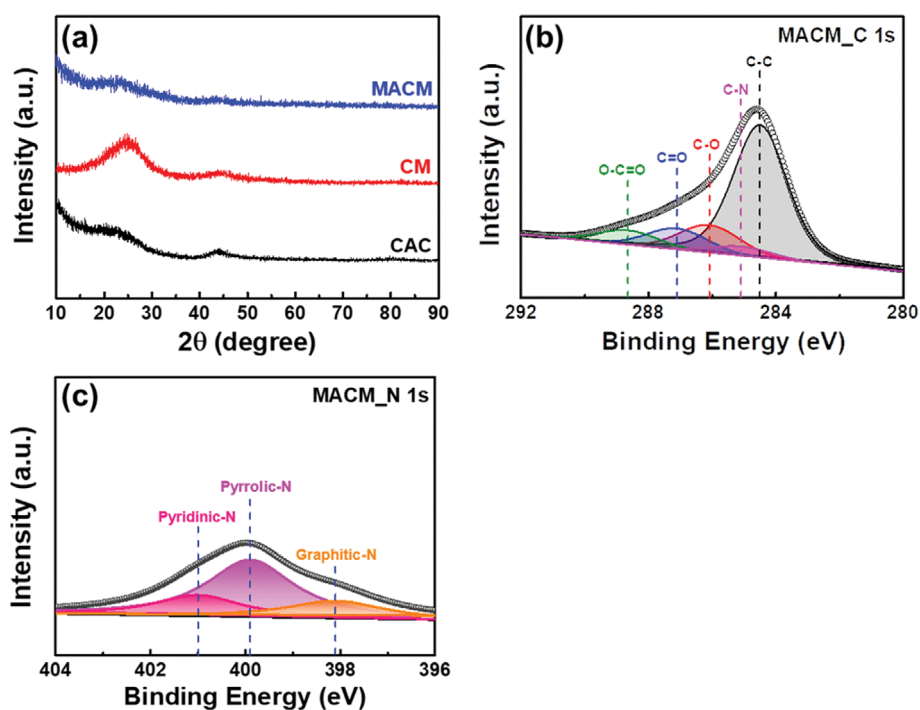 (a)
MACM
CM
CAC
Intensity (a.u.)
10 20 30 40 50 60 70 80 90
2θ (degree)
(b)
MACM_C 1s
C-C
C-N
C-O
C=O
O-C=O
Intensity (a.u.)
292 288 284 280
Binding Energy (eV)
(c)
MACM_N 1s
Pyrrolic-N
Pyridinic-N
Graphitic-N
Intensity (a.u.)
404 402 400 398 396
Binding Energy (eV)